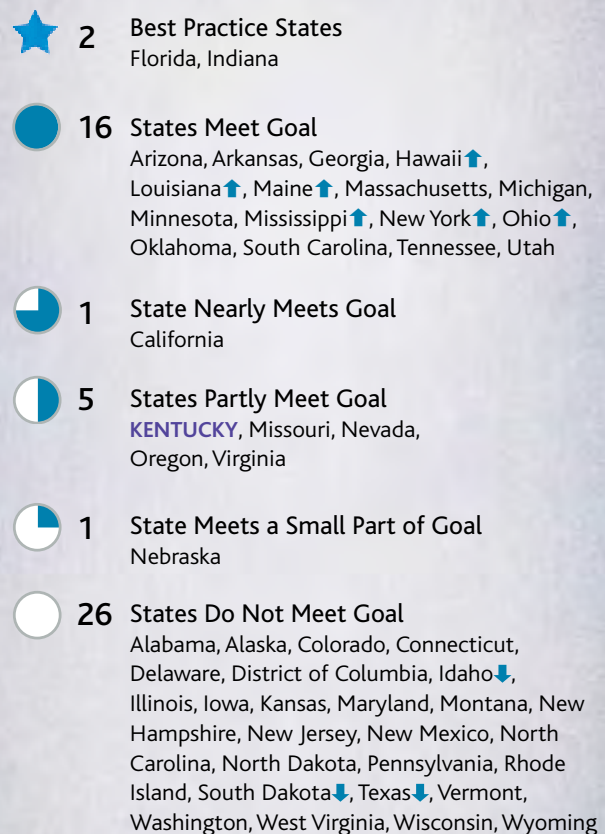 2 Best Practice States
Florida, Indiana
16 States Meet Goal
Arizona, Arkansas, Georgia, Hawaii⬆,
Louisiana⬆, Maine⬆, Massachusetts, Michigan,
Minnesota, Mississippi⬆, New York⬆, Ohio⬆,
Oklahoma, South Carolina, Tennessee, Utah
1 State Nearly Meets Goal
California
5 States Partly Meet Goal
KENTUCKY, Missouri, Nevada,
Oregon, Virginia
1 State Meets a Small Part of Goal
Nebraska
26 States Do Not Meet Goal
Alabama, Alaska, Colorado, Connecticut,
Delaware, District of Columbia, Idaho⬇,
Illinois, Iowa, Kansas, Maryland, Montana, New
Hampshire, New Jersey, New Mexico, North
Carolina, North Dakota, Pennsylvania, Rhode
Island, South Dakota⬇, Texas⬇, Vermont,
Washington, West Virginia, Wisconsin, Wyoming